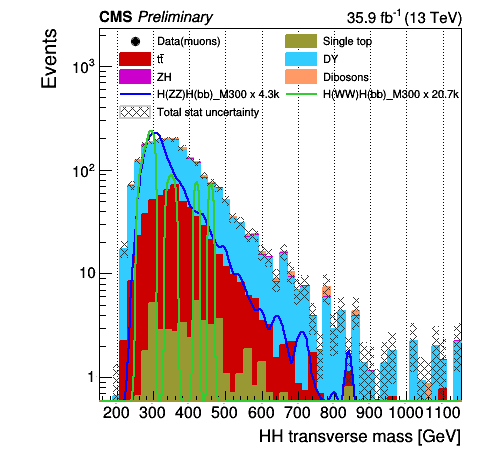 CMS Preliminary 35.9 fb⁻¹ (13 TeV)
Events
Data(muons) Single top
tt̄ DY
ZH Dibosons
H(ZZ)H(bb)_M300 x 4.3k H(WW)H(bb)_M300 x 20.7k
Total stat uncertainty
10³
10²
10
1
200 300 400 500 600 700 800 900 1000 1100
HH transverse mass [GeV]